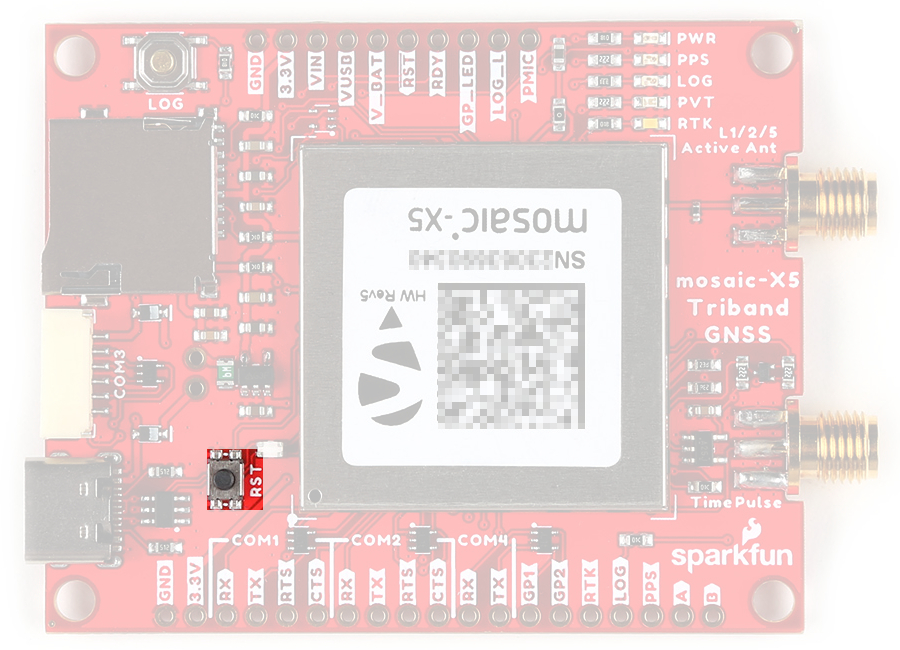 LOG
GND
3.3V
VIN
VUSB
V_BAT
RST
RDY
GP_LED
LOG_L
PMIC
PWR
PPS
LOG
PVT
RTK
L1/2/5
Active Ant
mosaic-X5
HW Rev5
mosaic-X5
Triband
GNSS
COM3
RST
TimePulse
sparkfun
COM1
COM2
COM4
GND
3.3V
RX
TX
RTS
CTS
RX
TX
RTS
CTS
RX
TX
GP1
GP2
RTK
LOG
PPS
A
B